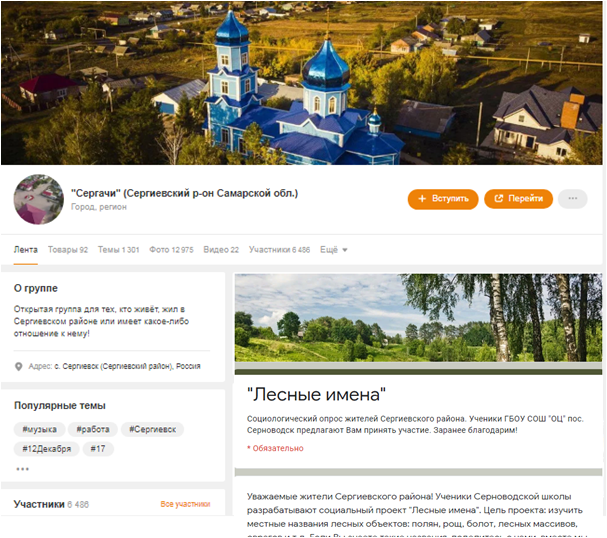 "Сергачи" (Сергиевский р-он Самарской обл.)
Город, регион
Вступить
Перейти
Лента Товары 92 Темы 1 301 Фото 12 975 Видео 22 Участники 6 486 Ещё
О группе
Открытая группа для тех, кто живёт, жил в
Сергиевском районе или имеет какое-либо
отношение к нему!
Адрес: с. Сергиевск (Сергиевский район), Россия
Популярные темы
#музыка #работа #Сергиевск
#12Декабря #17
Участники 6 486 Все участники
"Лесные имена"
Социологический опрос жителей Сергиевского района. Ученики ГБОУ СОШ "ОЦ" пос.
Серноводск предлагают Вам принять участие. Заранее благодарим!
* Обязательно
Уважаемые жители Сергиевского района! Ученики Серноводской школы
разрабатывают социальный проект "Лесные имена". Цель проекта: изучить
местные названия лесных объектов: полян, рощ, болот, лесных массивов,